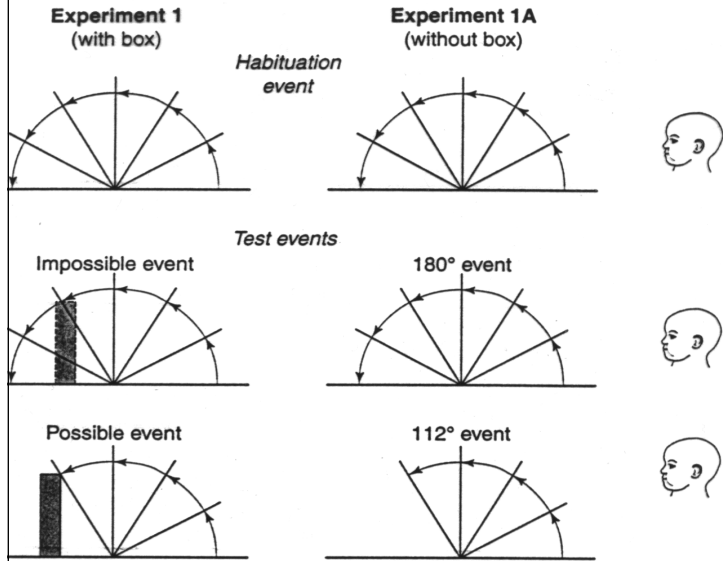 Experiment 1
(with box)
Experiment 1A
(without box)
Habituation
event
Test events
Impossible event
180° event
Possible event
112° event